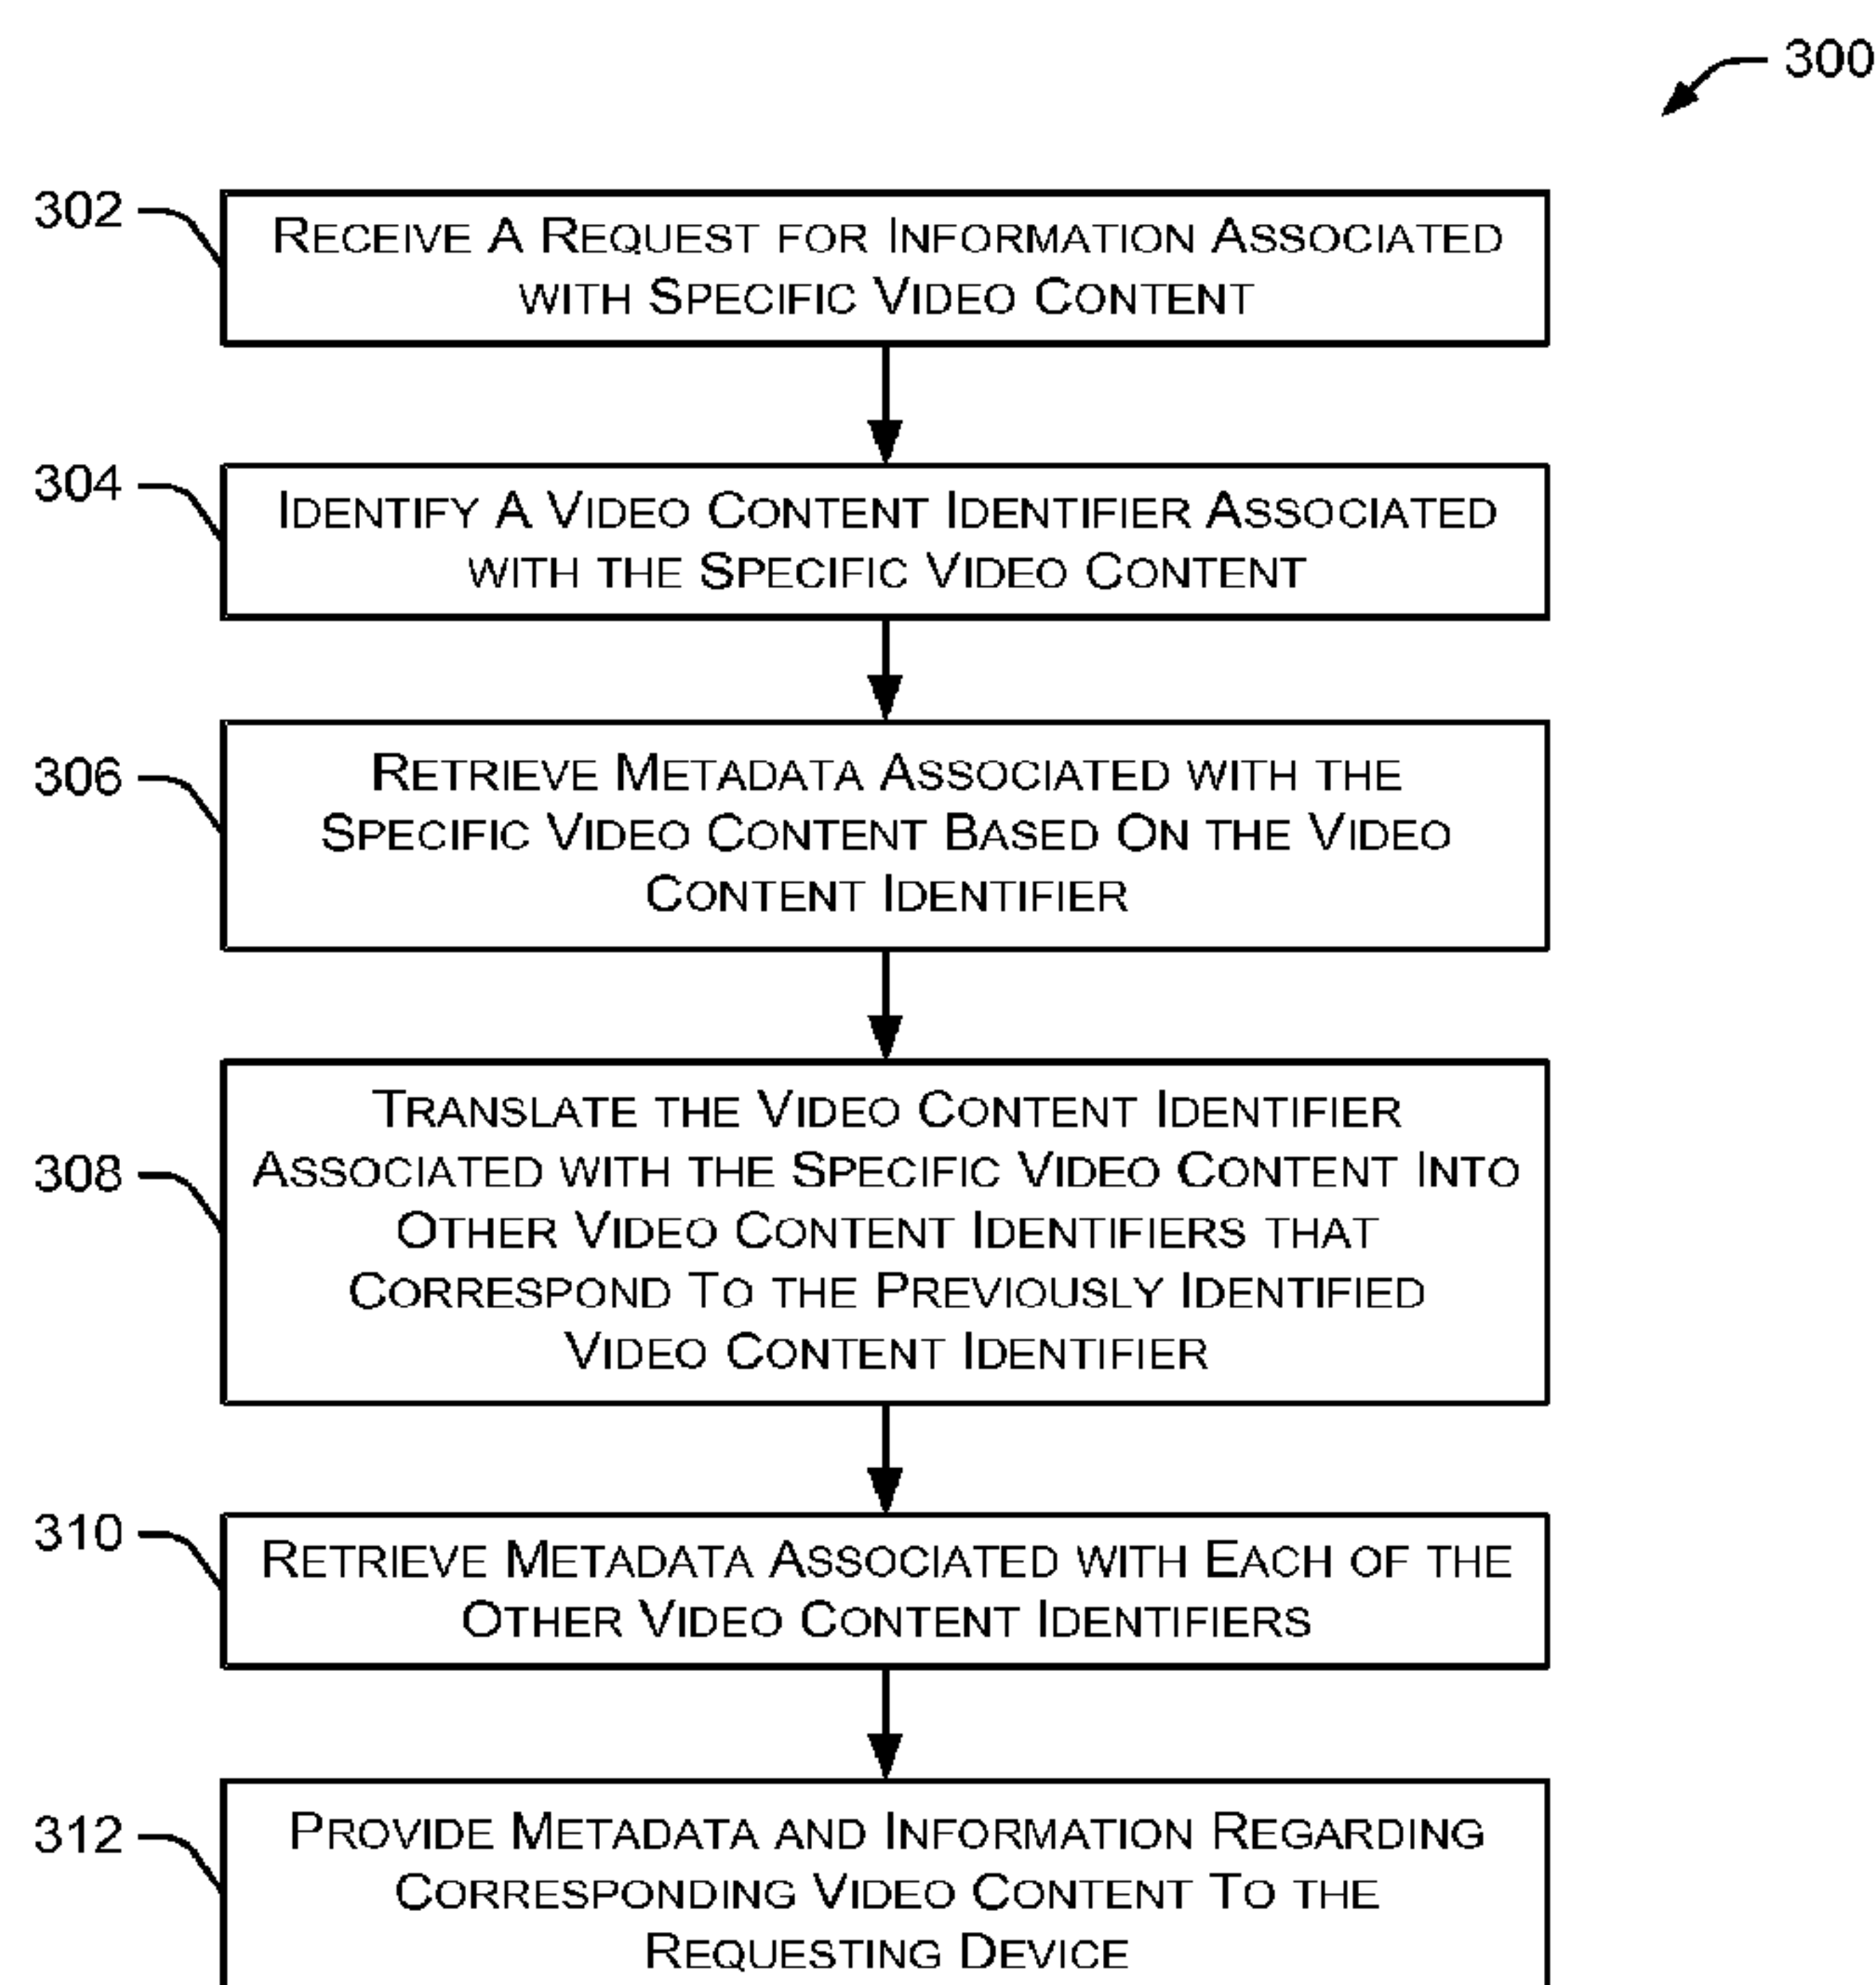 300
302
RECEIVE A REQUEST FOR INFORMATION ASSOCIATED
WITH SPECIFIC VIDEO CONTENT
304
IDENTIFY A VIDEO CONTENT IDENTIFIER ASSOCIATED
WITH THE SPECIFIC VIDEO CONTENT
306
RETRIEVE METADATA ASSOCIATED WITH THE
SPECIFIC VIDEO CONTENT BASED ON THE VIDEO
CONTENT IDENTIFIER
308
TRANSLATE THE VIDEO CONTENT IDENTIFIER
ASSOCIATED WITH THE SPECIFIC VIDEO CONTENT INTO
OTHER VIDEO CONTENT IDENTIFIERS THAT
CORRESPOND TO THE PREVIOUSLY IDENTIFIED
VIDEO CONTENT IDENTIFIER
310
RETRIEVE METADATA ASSOCIATED WITH EACH OF THE
OTHER VIDEO CONTENT IDENTIFIERS
312
PROVIDE METADATA AND INFORMATION REGARDING
CORRESPONDING VIDEO CONTENT TO THE
REQUESTING DEVICE